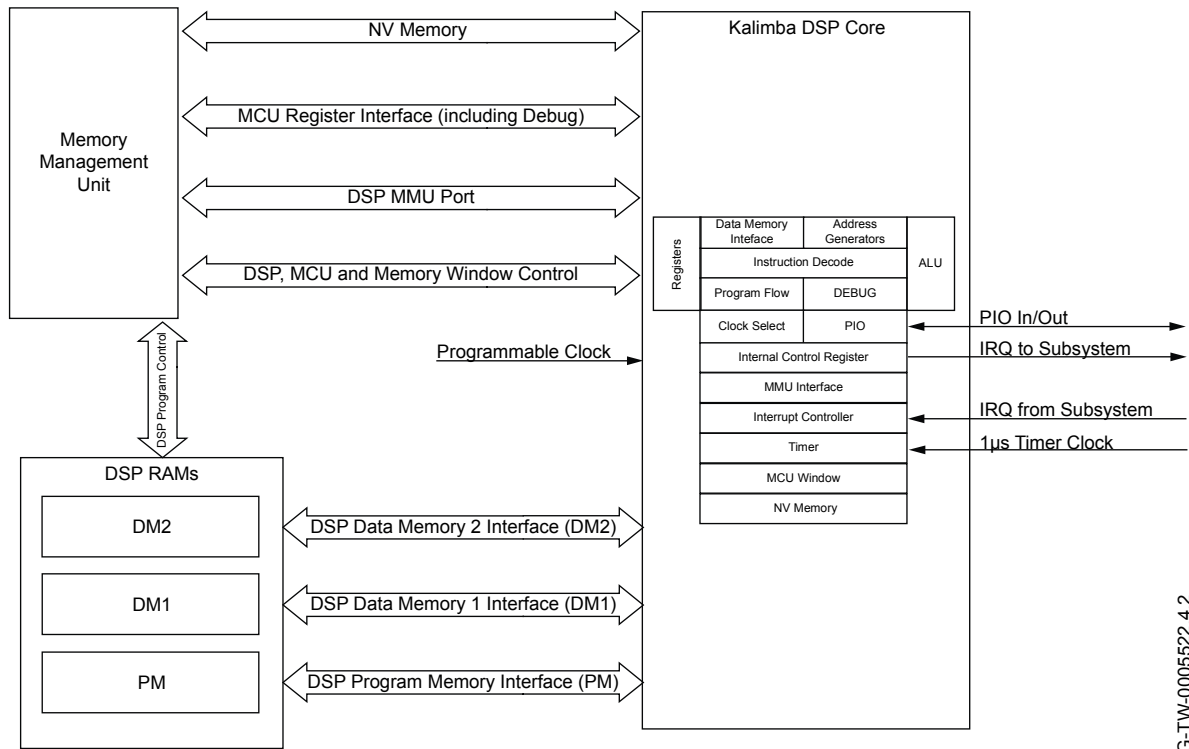 NV Memory
Kalimba DSP Core
MCU Register Interface (including Debug)
Memory
Management
Unit
DSP MMU Port
DSP, MCU and Memory Window Control
Registers
Data Memory
Inteface
Address
Generators
ALU
Instruction Decode
Program Flow
DEBUG
Clock Select
PIO
PIO In/Out
Programmable Clock
Internal Control Register
IRQ to Subsystem
MMU Interface
Interrupt Controller
IRQ from Subsystem
Timer
1µs Timer Clock
MCU Window
NV Memory
DSP Program Control
DSP RAMs
DM2
DSP Data Memory 2 Interface (DM2)
DM1
DSP Data Memory 1 Interface (DM1)
PM
DSP Program Memory Interface (PM)
G-TW-0005522.4.2